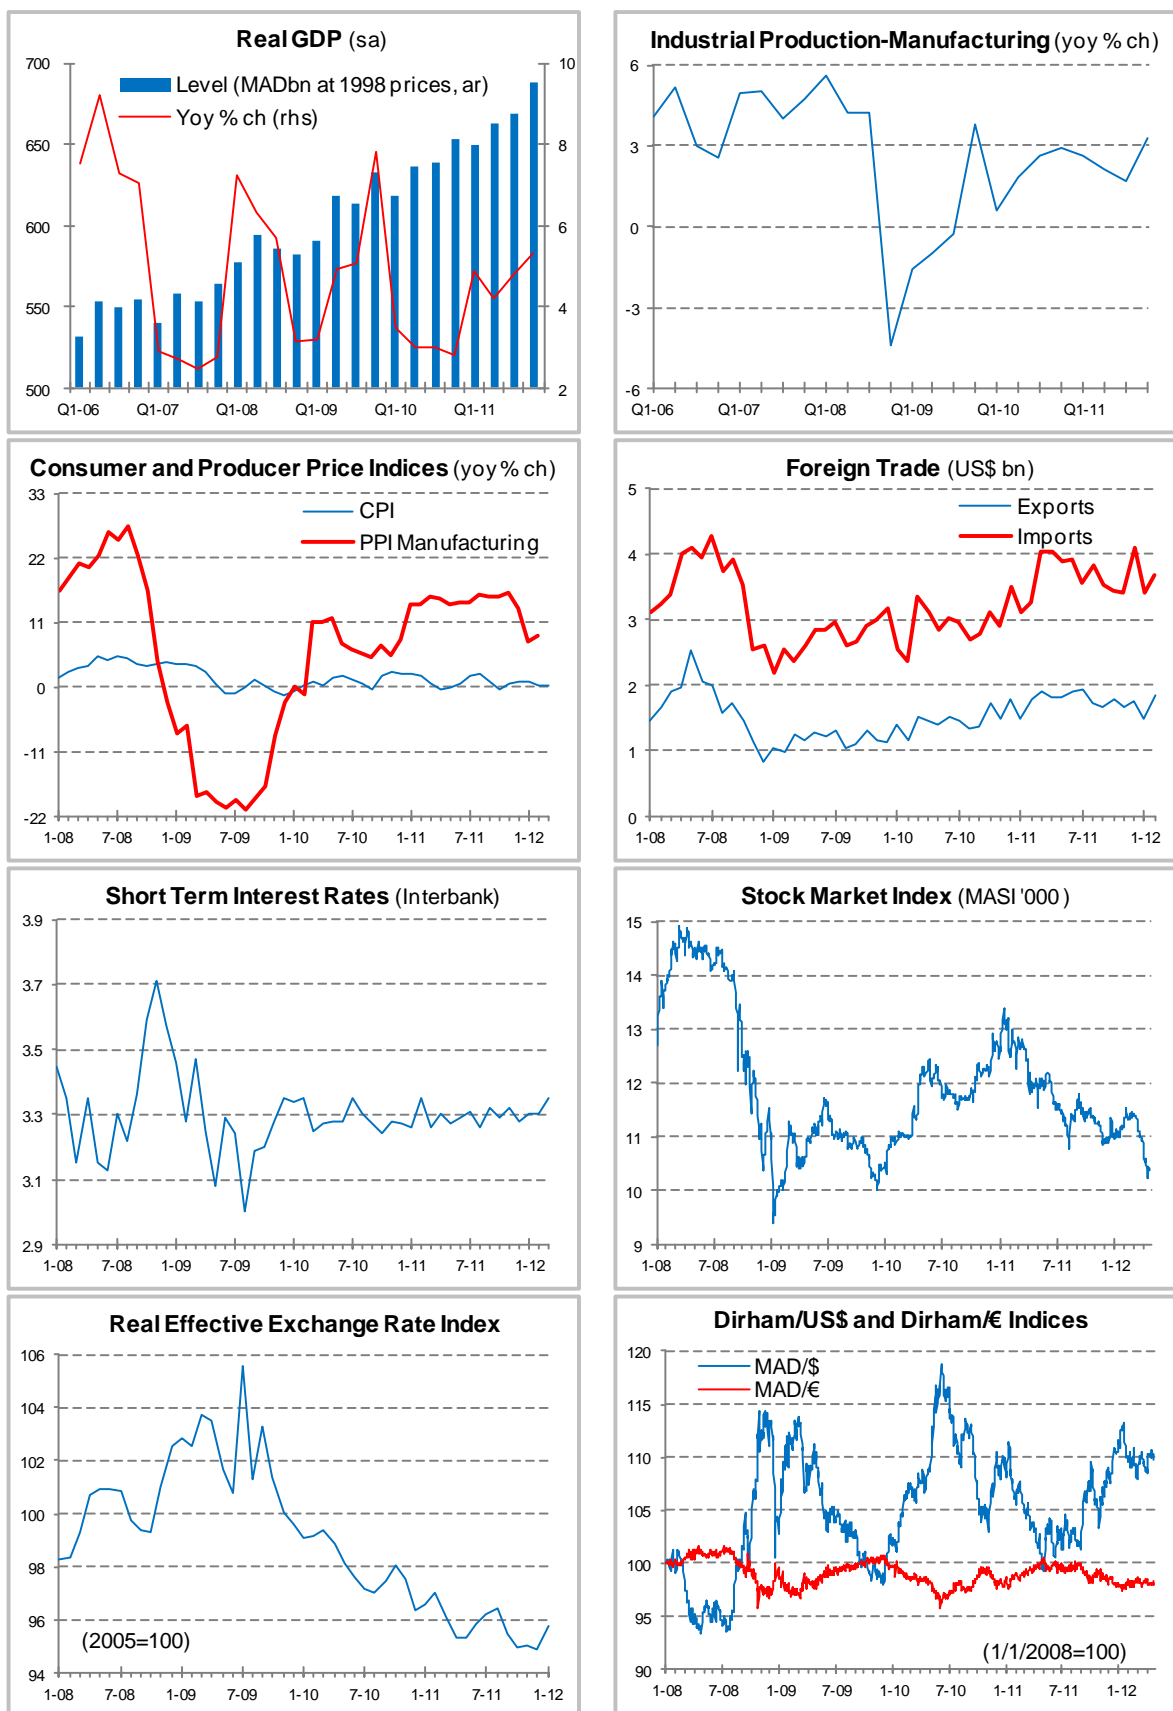 Real GDP (sa)
700
10
Level (MADbn at 1998 prices, ar)
Yoy % ch (rhs)
650
8
600
6
550
4
500
2
Q1-06 Q1-07 Q1-08 Q1-09 Q1-10 Q1-11
Industrial Production-Manufacturing (yoy % ch)
6
3
0
-3
-6
Q1-06 Q1-07 Q1-08 Q1-09 Q1-10 Q1-11
Consumer and Producer Price Indices (yoy % ch)
33
CPI
PPI Manufacturing
22
11
0
-11
-22
1-08 7-08 1-09 7-09 1-10 7-10 1-11 7-11 1-12
Foreign Trade (US$ bn)
5
Exports
Imports
4
3
2
1
0
1-08 7-08 1-09 7-09 1-10 7-10 1-11 7-11 1-12
Short Term Interest Rates (Interbank)
3.9
3.7
3.5
3.3
3.1
2.9
1-08 7-08 1-09 7-09 1-10 7-10 1-11 7-11 1-12
Stock Market Index (MASI '000)
15
14
13
12
11
10
9
1-08 7-08 1-09 7-09 1-10 7-10 1-11 7-11 1-12
Real Effective Exchange Rate Index
106
104
102
100
98
96
(2005=100)
94
1-08 7-08 1-09 7-09 1-10 7-10 1-11 7-11 1-12
Dirham/US$ and Dirham/€ Indices
120
MAD/$
MAD/€
115
110
105
100
95
(1/1/2008=100)
90
1-08 7-08 1-09 7-09 1-10 7-10 1-11 7-11 1-12